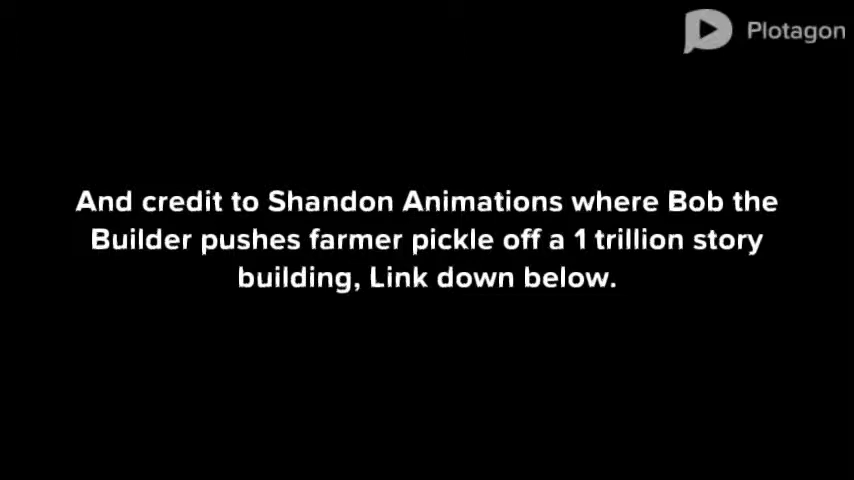 Plotagon
And credit to Shandon Animations where Bob the
Builder pushes farmer pickle off a 1 trillion story
building, Link down below.